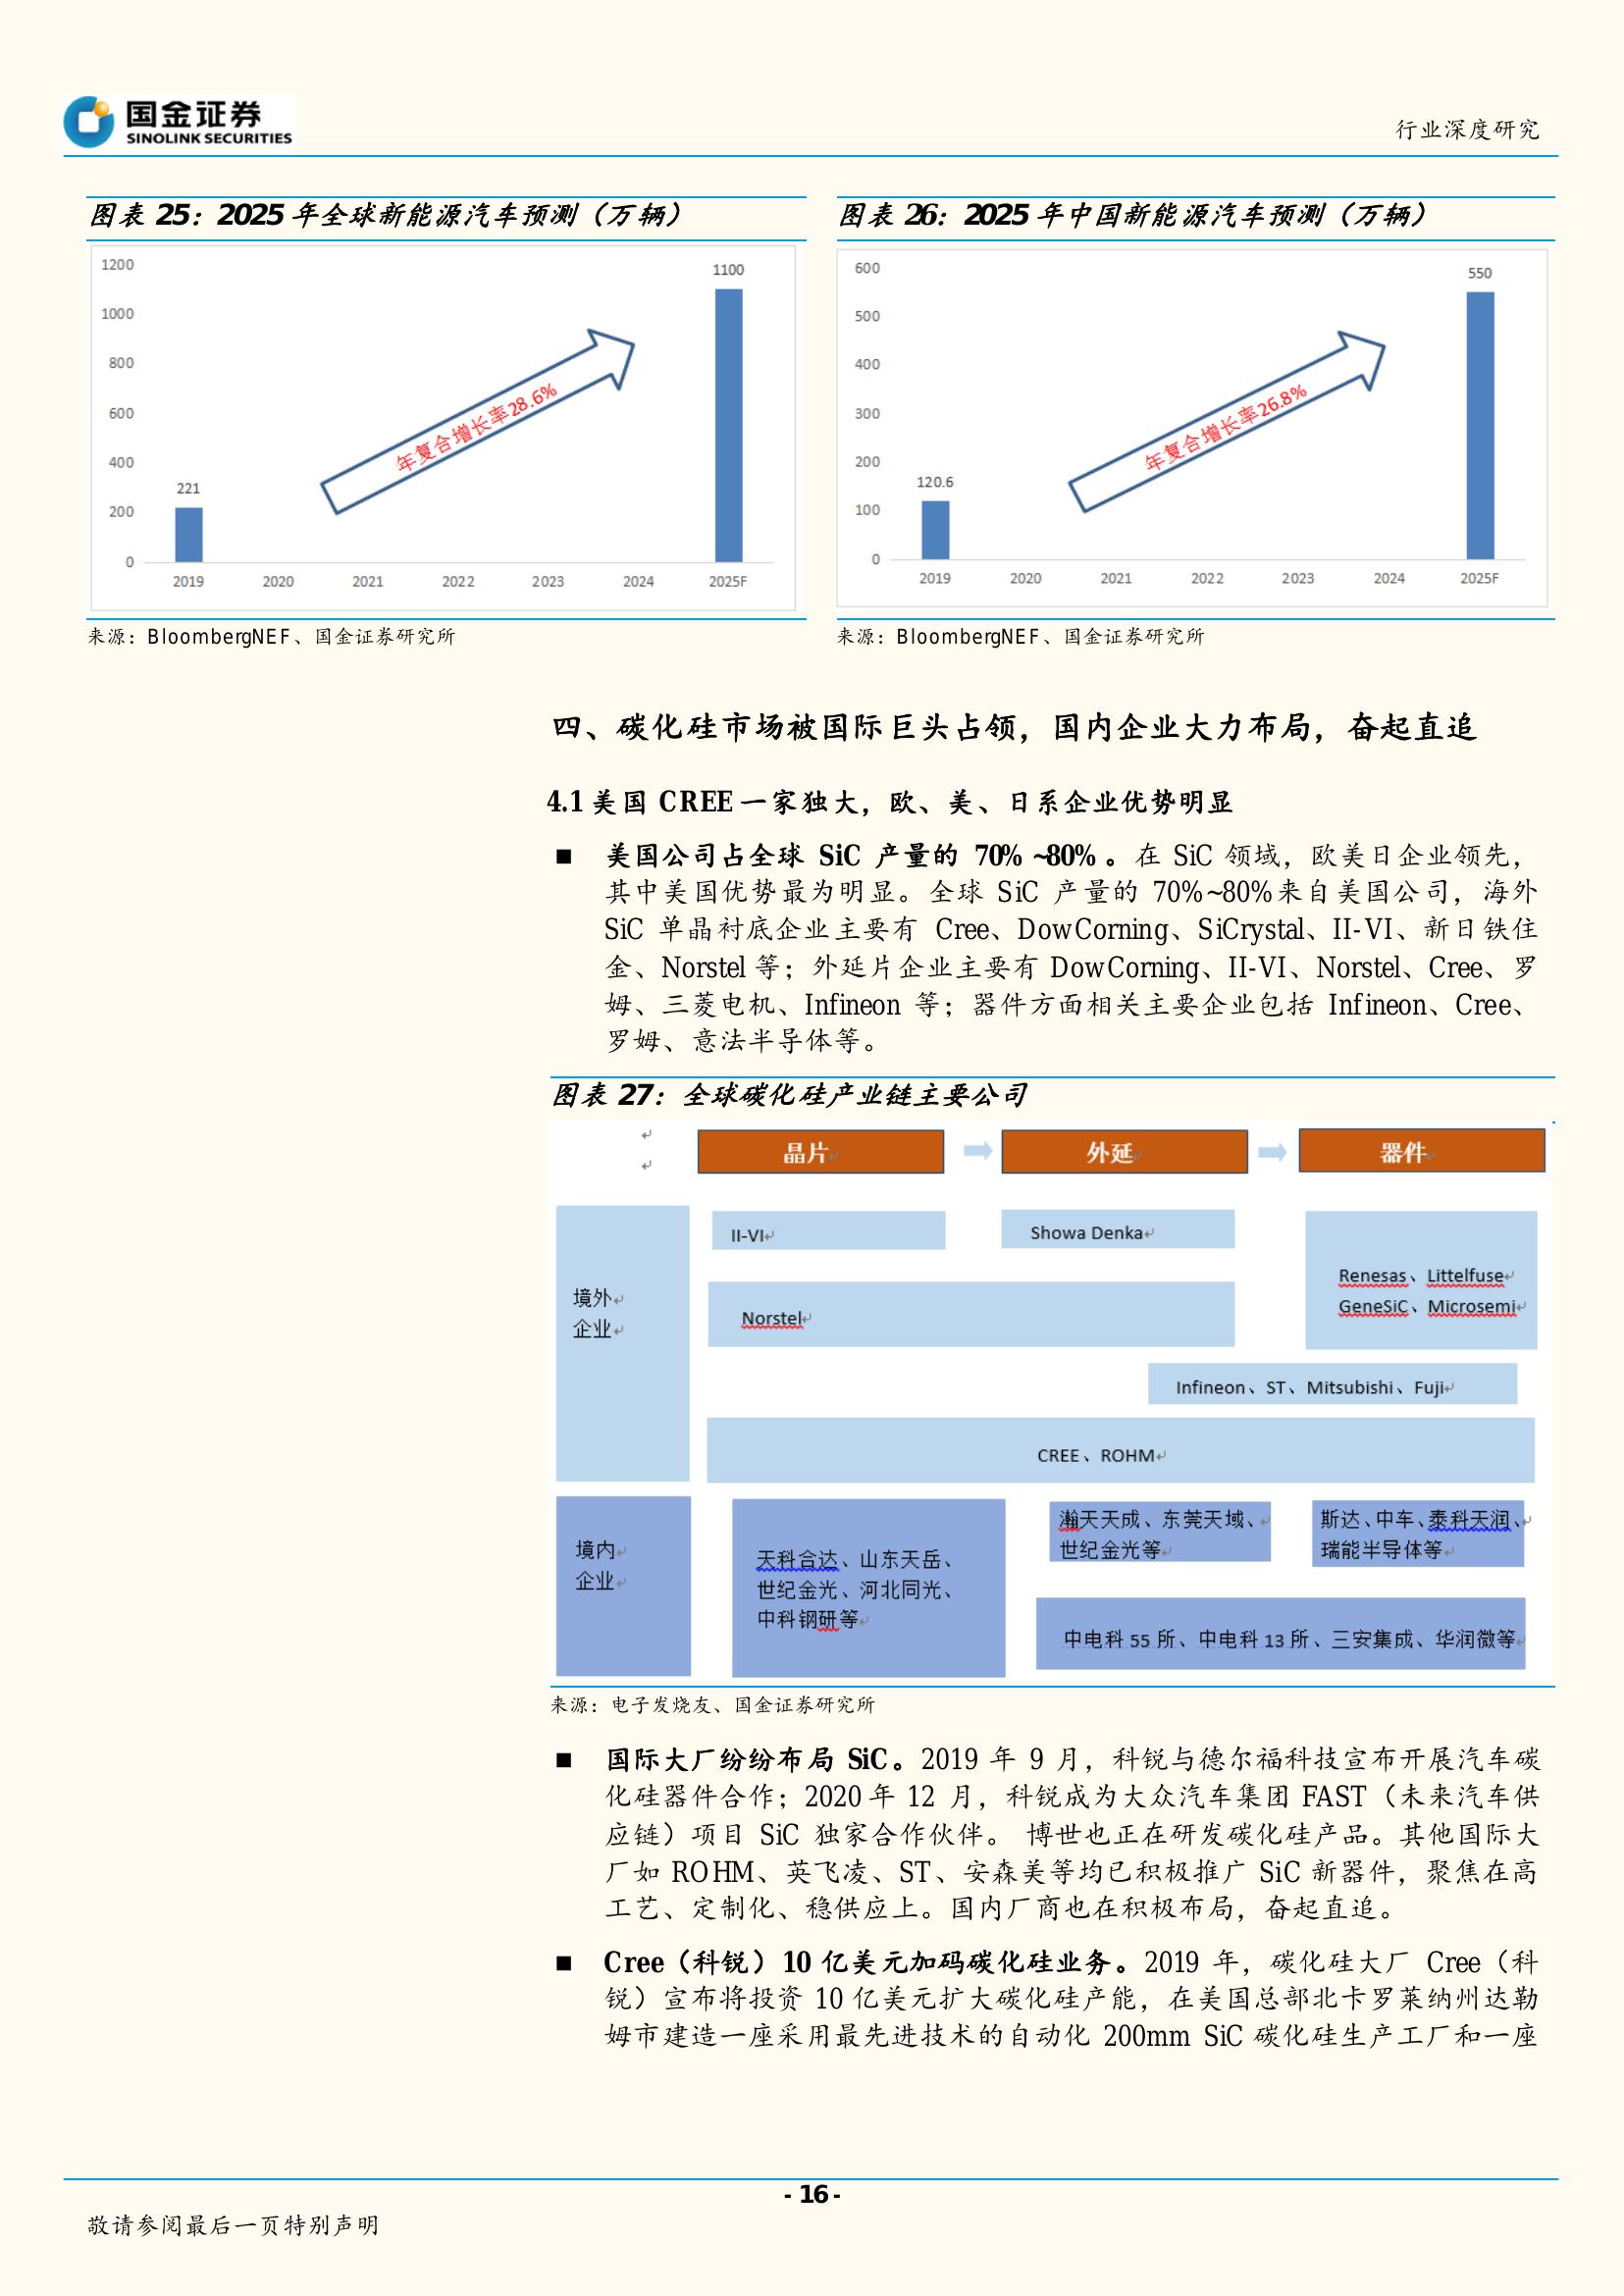 国金证券
SINOLINK SECURITIES
行业深度研究
图表 25：2025 年全球新能源汽车预测（万辆）
1200
1000
800
600
400
200
0
221
1100
年复合增长率28.6%
2019 2020 2021 2022 2023 2024 2025F
来源：BloombergNEF、国金证券研究所
图表 26：2025 年中国新能源汽车预测（万辆）
600
500
400
300
200
100
0
120.6
550
年复合增长率26.8%
2019 2020 2021 2022 2023 2024 2025F
来源：BloombergNEF、国金证券研究所
四、碳化硅市场被国际巨头占领，国内企业大力布局，奋起直追
4.1 美国 CREE 一家独大，欧、美、日系企业优势明显
■ 美国公司占全球 SiC 产量的 70% ~80% 。在 SiC 领域，欧美日企业领先，
其中美国优势最为明显。全球 SiC 产量的 70%~80%来自美国公司，海外
SiC 单晶衬底企业主要有 Cree、DowCorning、SiCrystal、II-VI、新日铁住
金、Norstel 等；外延片企业主要有 DowCorning、II-VI、Norstel、Cree、罗
姆、三菱电机、Infineon 等；器件方面相关主要企业包括 Infineon、Cree、
罗姆、意法半导体等。
图表 27：全球碳化硅产业链主要公司
晶片 外延 器件
境外
企业
II-VI
Showa Denka
Renesas、Littelfuse
GeneSiC、Microsemi
Norstel
Infineon、ST、Mitsubishi、Fuji
CREE、ROHM
境内
企业
天科合达、山东天岳、
世纪金光、河北同光、
中科钢研等
瀚天天成、东莞天域、
世纪金光等
斯达、中车、泰科天润、
瑞能半导体等
中电科 55 所、中电科 13 所、三安集成、华润微等
来源：电子发烧友、国金证券研究所
■ 国际大厂纷纷布局 SiC。2019 年 9 月，科锐与德尔福科技宣布开展汽车碳
化硅器件合作；2020 年 12 月，科锐成为大众汽车集团 FAST（未来汽车供
应链）项目 SiC 独家合作伙伴。 博世也正在研发碳化硅产品。其他国际大
厂如 ROHM、英飞凌、ST、安森美等均已积极推广 SiC 新器件，聚焦在高
工艺、定制化、稳供应上。国内厂商也在积极布局，奋起直追。
■ Cree（科锐）10 亿美元加码碳化硅业务。2019 年，碳化硅大厂 Cree（科
锐）宣布将投资 10 亿美元扩大碳化硅产能，在美国总部北卡罗莱纳州达勒
姆市建造一座采用最先进技术的自动化 200mm SiC 碳化硅生产工厂和一座
- 16 -
敬请参阅最后一页特别声明